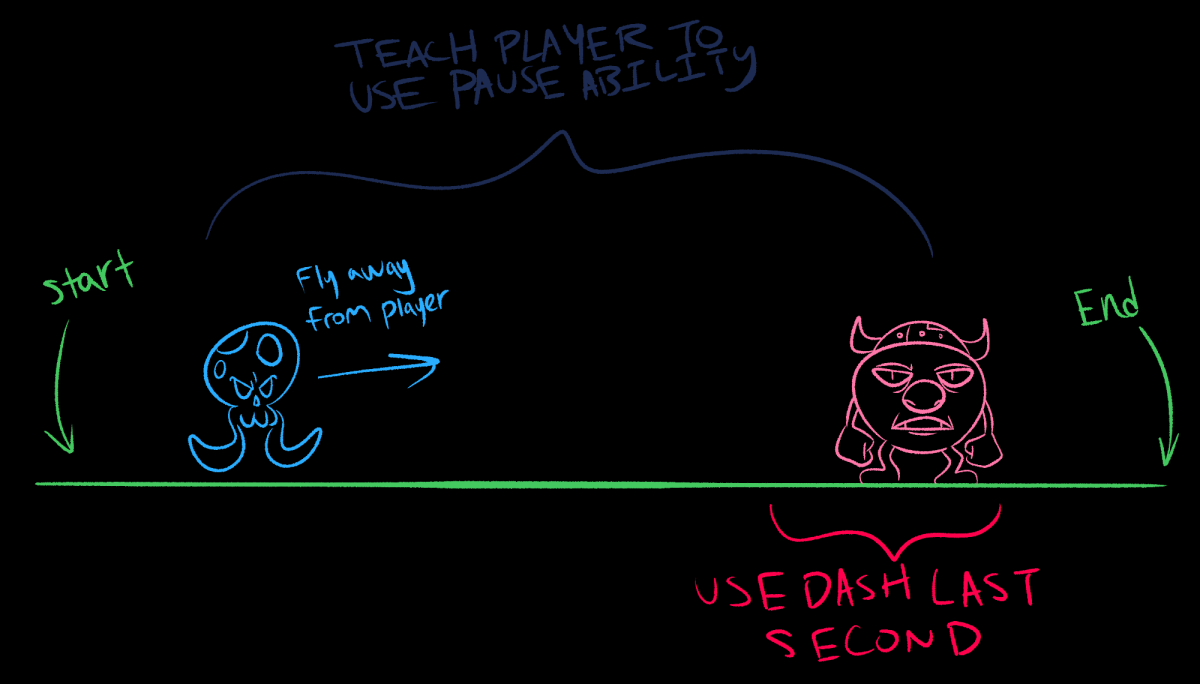 TEACH PLAYER TO
USE PAUSE ABILITY
start
Fly away
from player
End
USE DASH LAST
SECOND